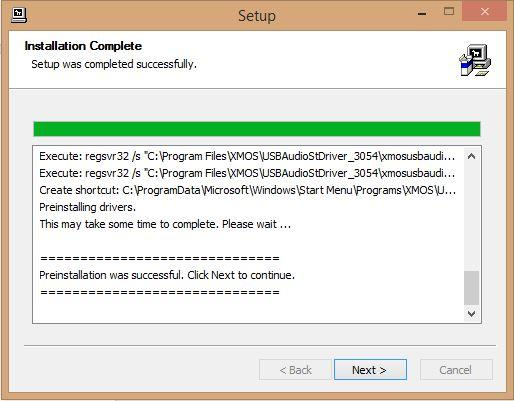 Setup
Installation Complete
Setup was completed successfully.
Execute: regsvr32 /s "C:\Program Files\XMOS\USBAudioStDriver_3054\xmosusbaudi...
Execute: regsvr32 /s "C:\Program Files\XMOS\USBAudioStDriver_3054\xmosusbaudi...
Create shortcut: C:\ProgramData\Microsoft\Windows\Start Menu\Programs\XMOS\U...
Preinstalling drivers.
This may take some time to complete. Please wait ...
==============================
Preinstallation was successful. Click Next to continue.
==============================
< Back
Next >
Cancel